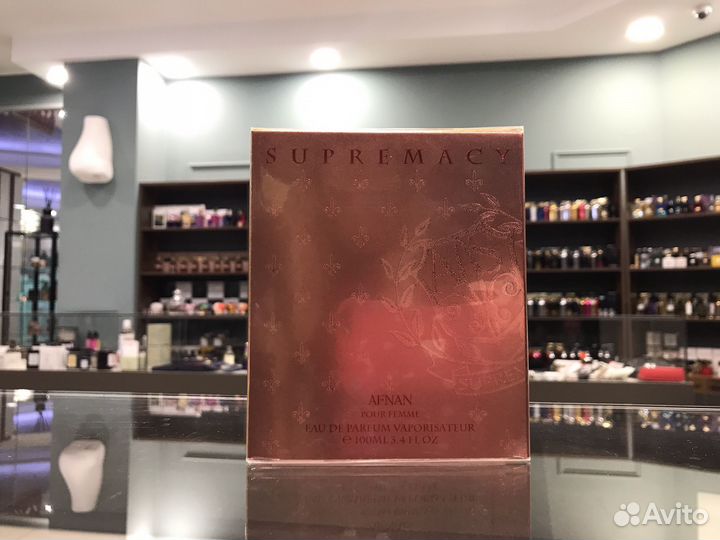 SUPREMACY
AFNAN
POUR FEMME
EAU DE PARFUM VAPORISATEUR
℮ 100ML 3.4 FL OZ
Avito